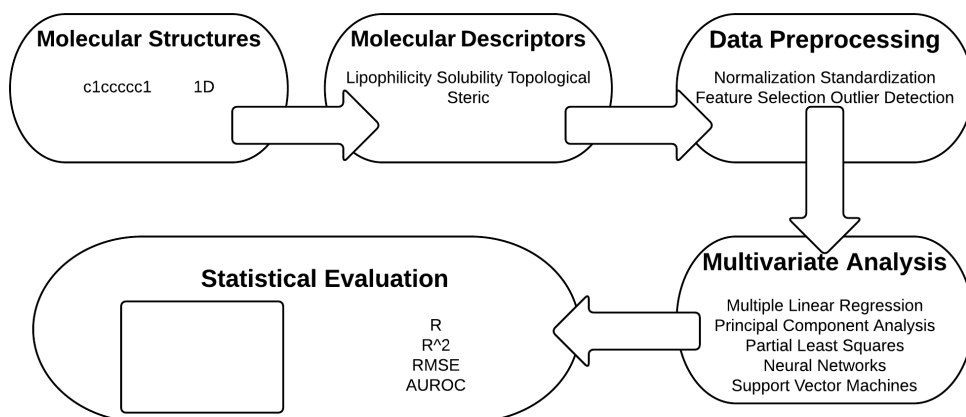 Molecular Structures
c1ccccc1 1D
Molecular Descriptors
Lipophilicity Solubility Topological
Steric
Data Preprocessing
Normalization Standardization
Feature Selection Outlier Detection
Multivariate Analysis
Multiple Linear Regression
Principal Component Analysis
Partial Least Squares
Neural Networks
Support Vector Machines
Statistical Evaluation
R
R^2
RMSE
AUROC